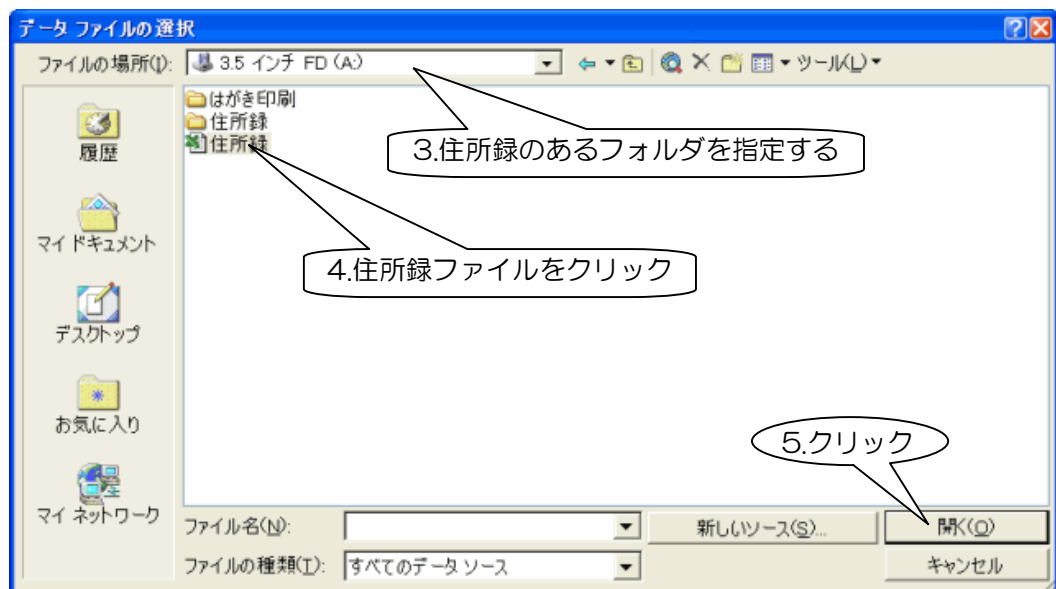 データ ファイルの選択
ファイルの場所(I): 3.5 インチ FD (A:) ツール(L)
はがき印刷
住所録
住所録
3.住所録のあるフォルダを指定する
履歴
マイ ドキュメント
4.住所録ファイルをクリック
デスクトップ
お気に入り
5.クリック
マイ ネットワーク
ファイル名(N): 新しいソース(S)... 開く(O)
ファイルの種類(T): すべてのデータ ソース キャンセル